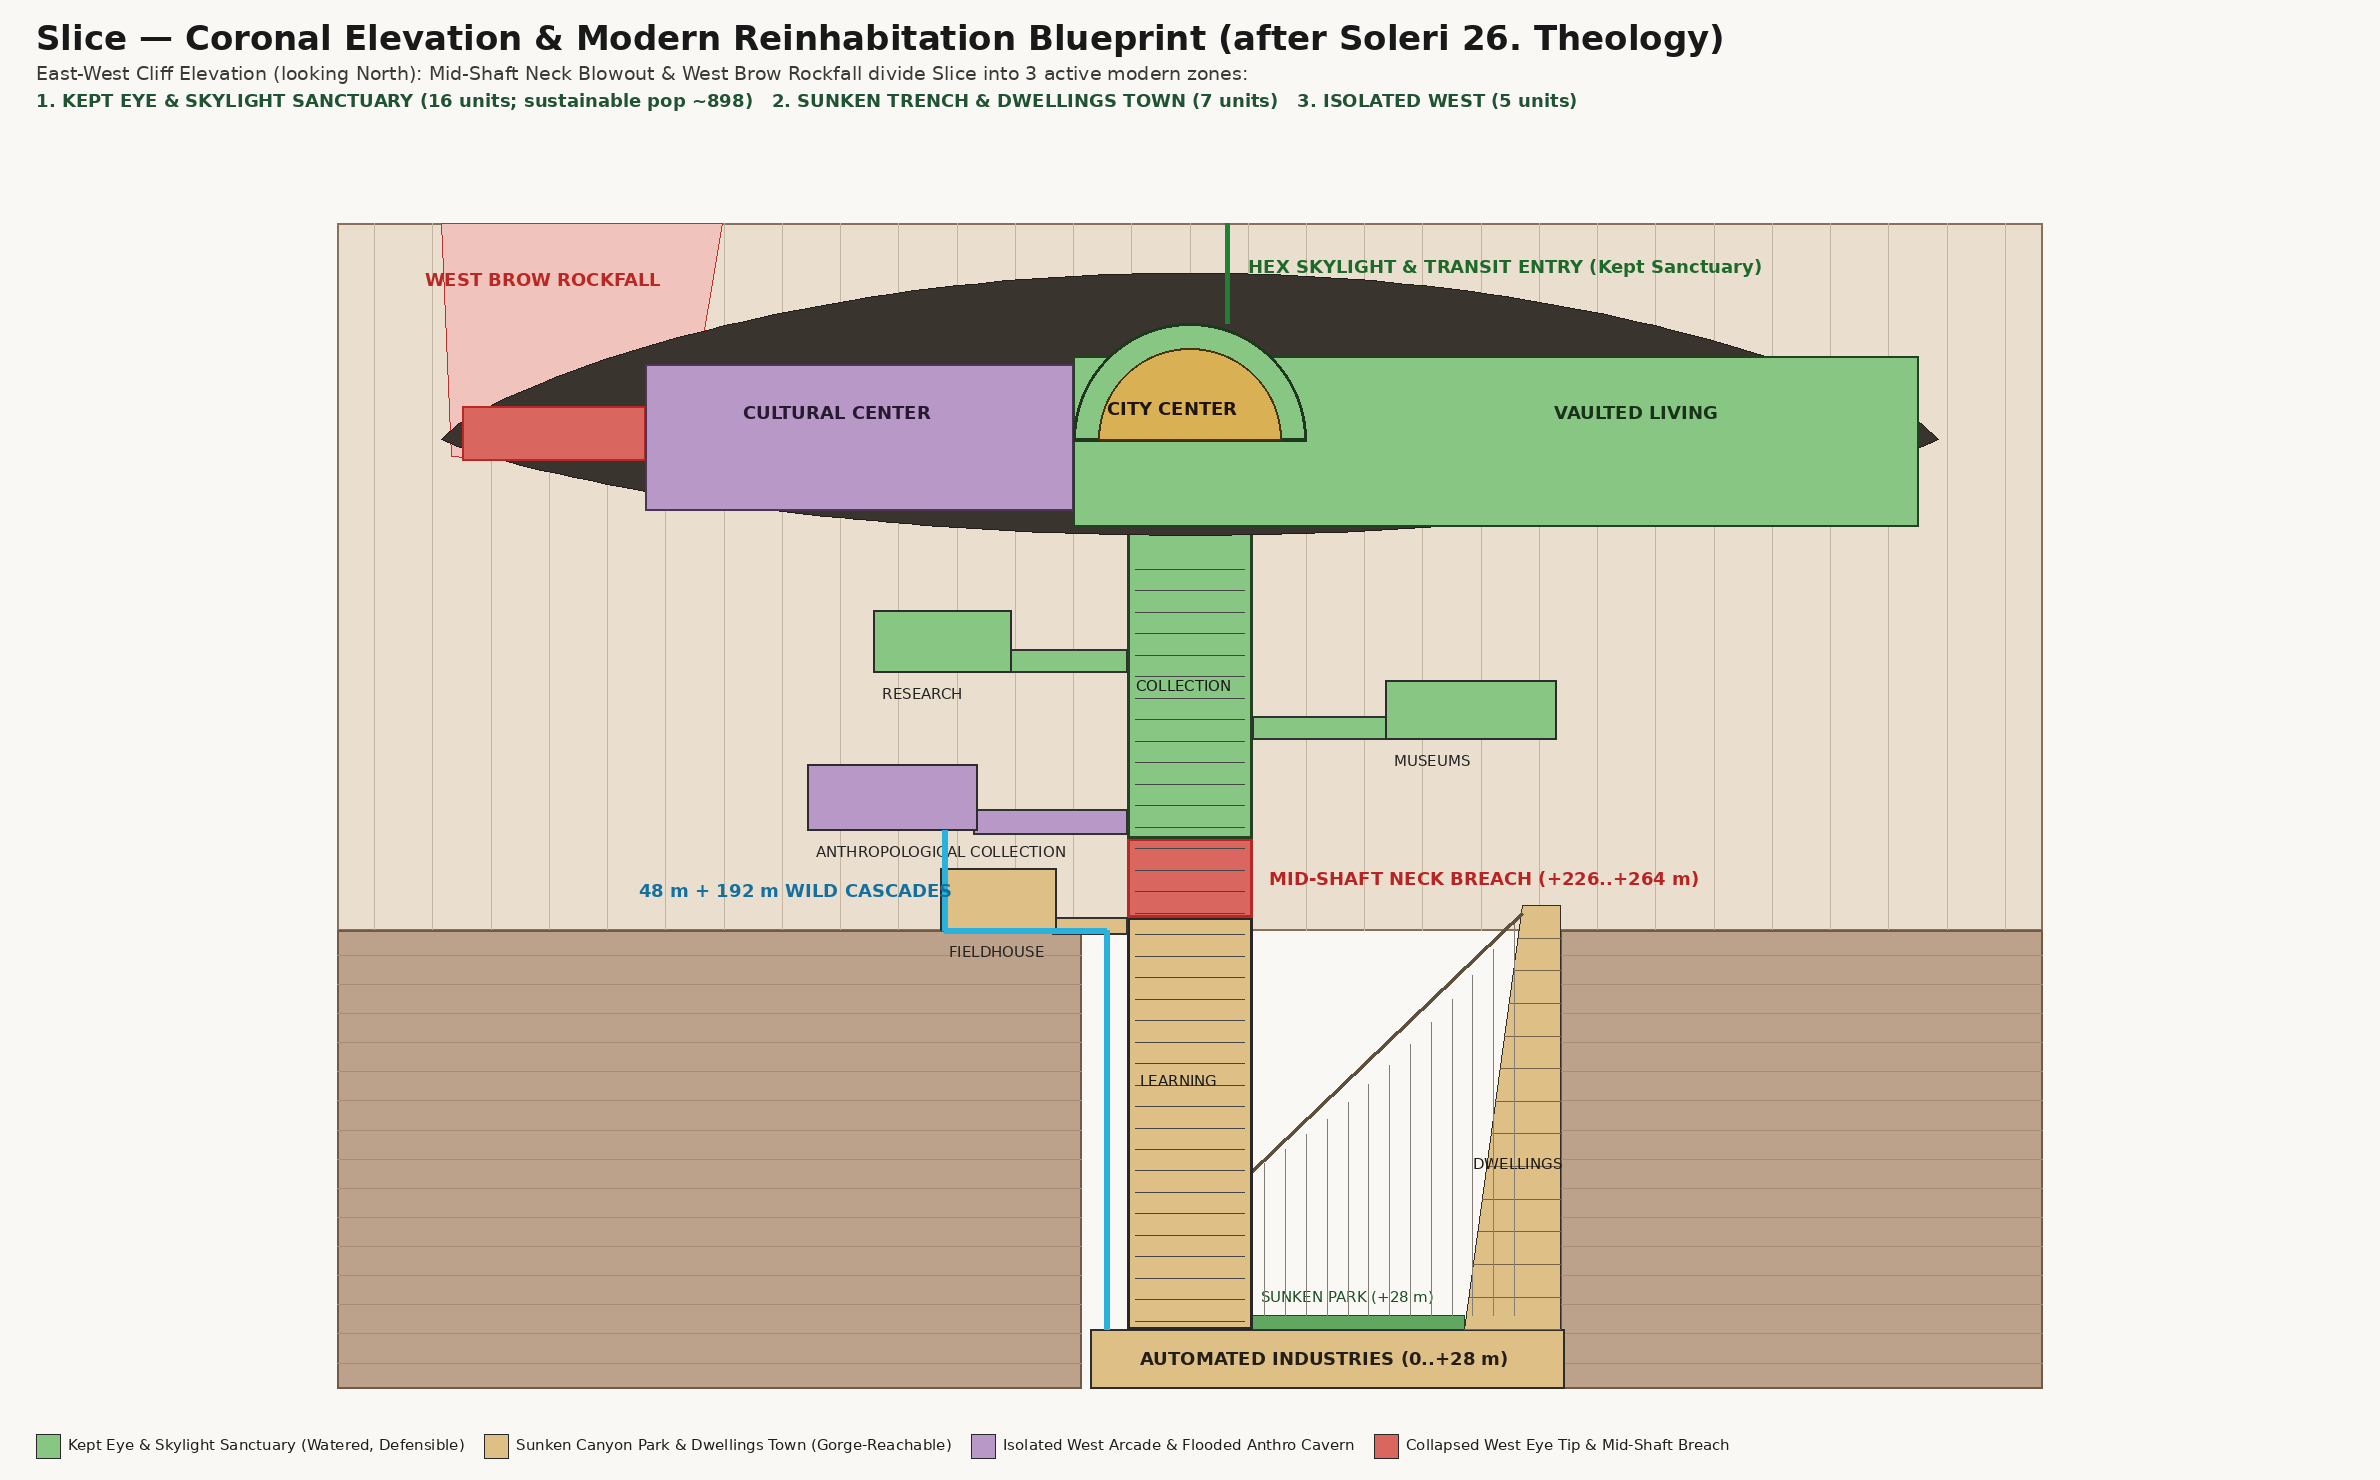 Slice — Coronal Elevation & Modern Reinhabitation Blueprint (after Soleri 26. Theology)
East-West Cliff Elevation (looking North): Mid-Shaft Neck Blowout & West Brow Rockfall divide Slice into 3 active modern zones:
1. KEPT EYE & SKYLIGHT SANCTUARY (16 units; sustainable pop ~898)   2. SUNKEN TRENCH & DWELLINGS TOWN (7 units)   3. ISOLATED WEST (5 units)
HEX SKYLIGHT & TRANSIT ENTRY (Kept Sanctuary)
WEST BROW ROCKFALL
CITY CENTER
CULTURAL CENTER
VAULTED LIVING
COLLECTION
RESEARCH
MUSEUMS
ANTHROPOLOGICAL COLLECTION
MID-SHAFT NECK BREACH (+226..+264 m)
48 m + 192 m WILD CASCADES
FIELDHOUSE
LEARNING
DWELLINGS
SUNKEN PARK (+28 m)
AUTOMATED INDUSTRIES (0..+28 m)
Kept Eye & Skylight Sanctuary (Watered, Defensible)
Sunken Canyon Park & Dwellings Town (Gorge-Reachable)
Isolated West Arcade & Flooded Anthro Cavern
Collapsed West Eye Tip & Mid-Shaft Breach